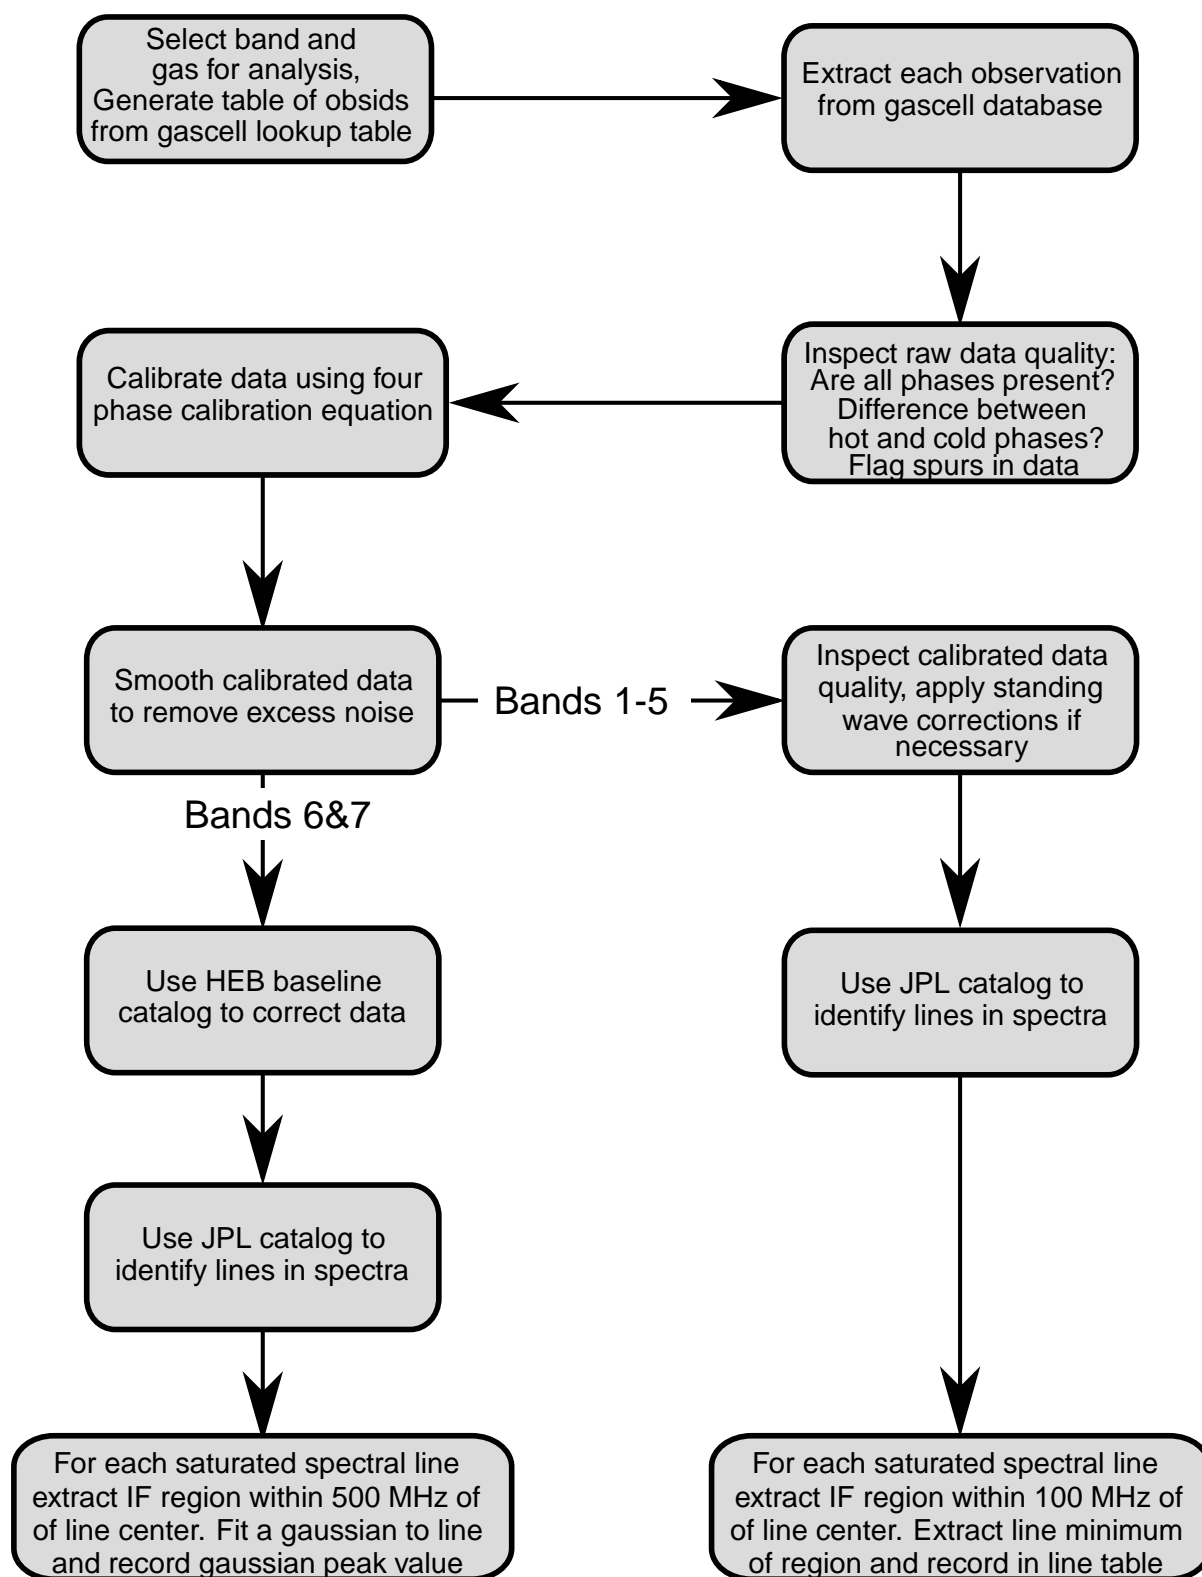 Select band and
gas for analysis,
Generate table of obsids
from gascell lookup table
Extract each observation
from gascell database
Inspect raw data quality:
Are all phases present?
Difference between
hot and cold phases?
Flag spurs in data
Calibrate data using four
phase calibration equation
Smooth calibrated data
to remove excess noise
Bands 1-5
Inspect calibrated data
quality, apply standing
wave corrections if
necessary
Bands 6&7
Use HEB baseline
catalog to correct data
Use JPL catalog to
identify lines in spectra
Use JPL catalog to
identify lines in spectra
For each saturated spectral line
extract IF region within 500 MHz of
of line center. Fit a gaussian to line
and record gaussian peak value
For each saturated spectral line
extract IF region within 100 MHz of
of line center. Extract line minimum
of region and record in line table